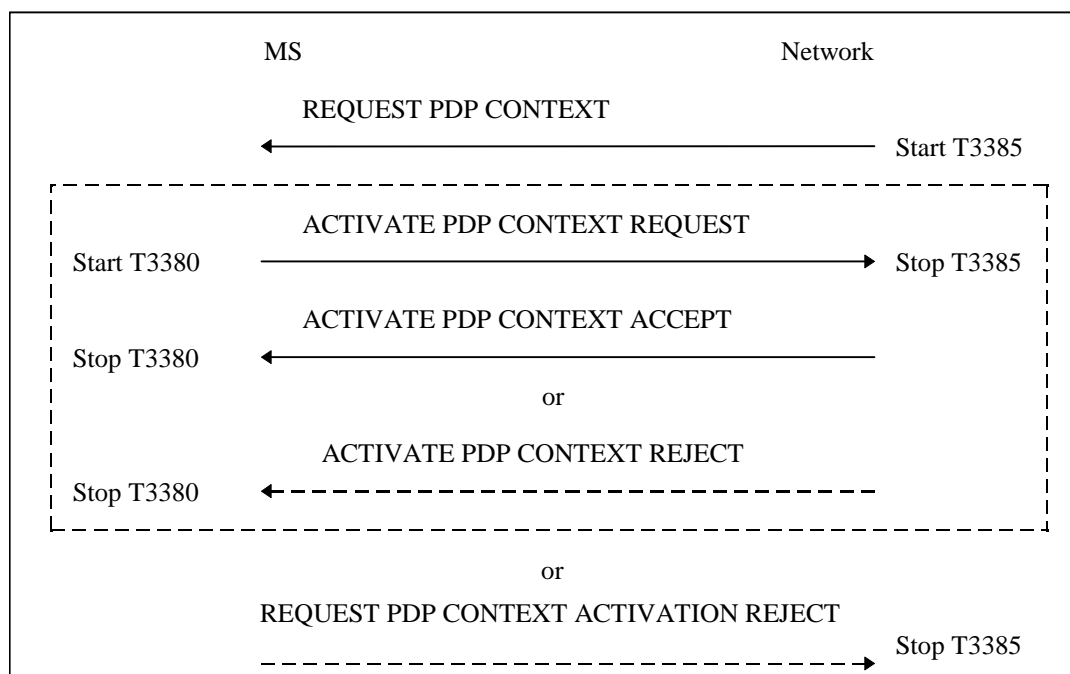 MS Network
REQUEST PDP CONTEXT
Start T3385
ACTIVATE PDP CONTEXT REQUEST
Start T3380 Stop T3385
ACTIVATE PDP CONTEXT ACCEPT
Stop T3380
or
ACTIVATE PDP CONTEXT REJECT
Stop T3380
or
REQUEST PDP CONTEXT ACTIVATION REJECT
Stop T3385